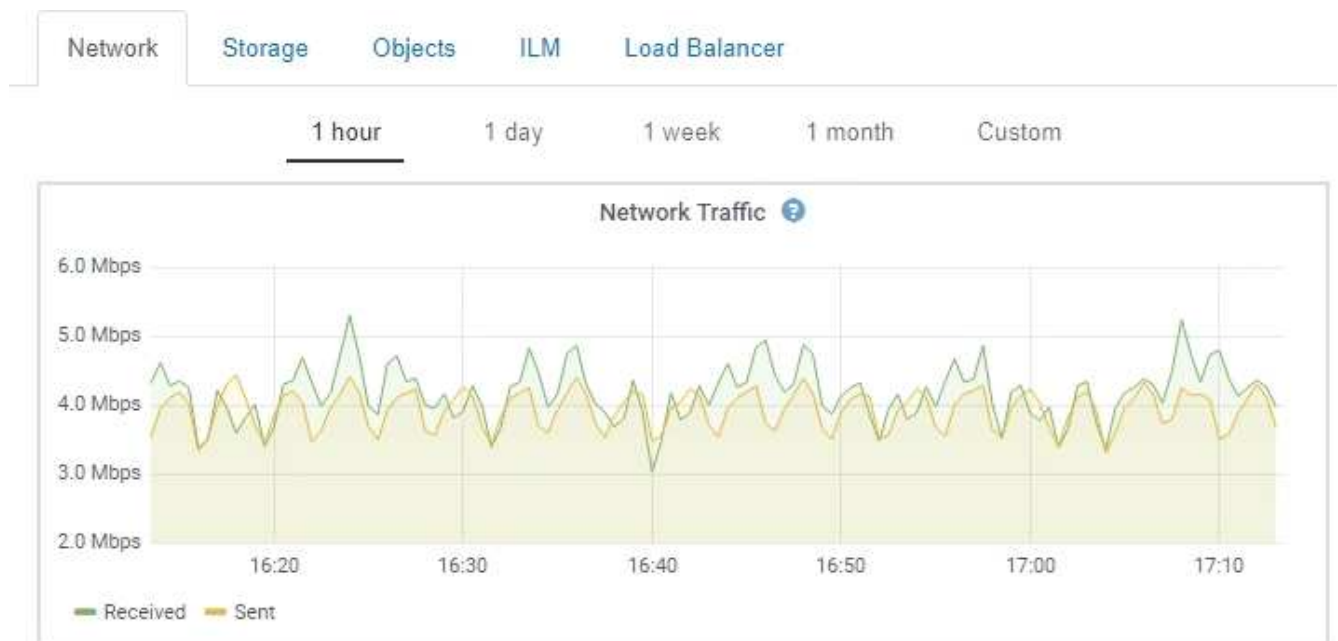 Network Storage Objects ILM Load Balancer
1 hour 1 day 1 week 1 month Custom
Network Traffic ?
6.0 Mbps
5.0 Mbps
4.0 Mbps
3.0 Mbps
2.0 Mbps
16:20 16:30 16:40 16:50 17:00 17:10
Received Sent